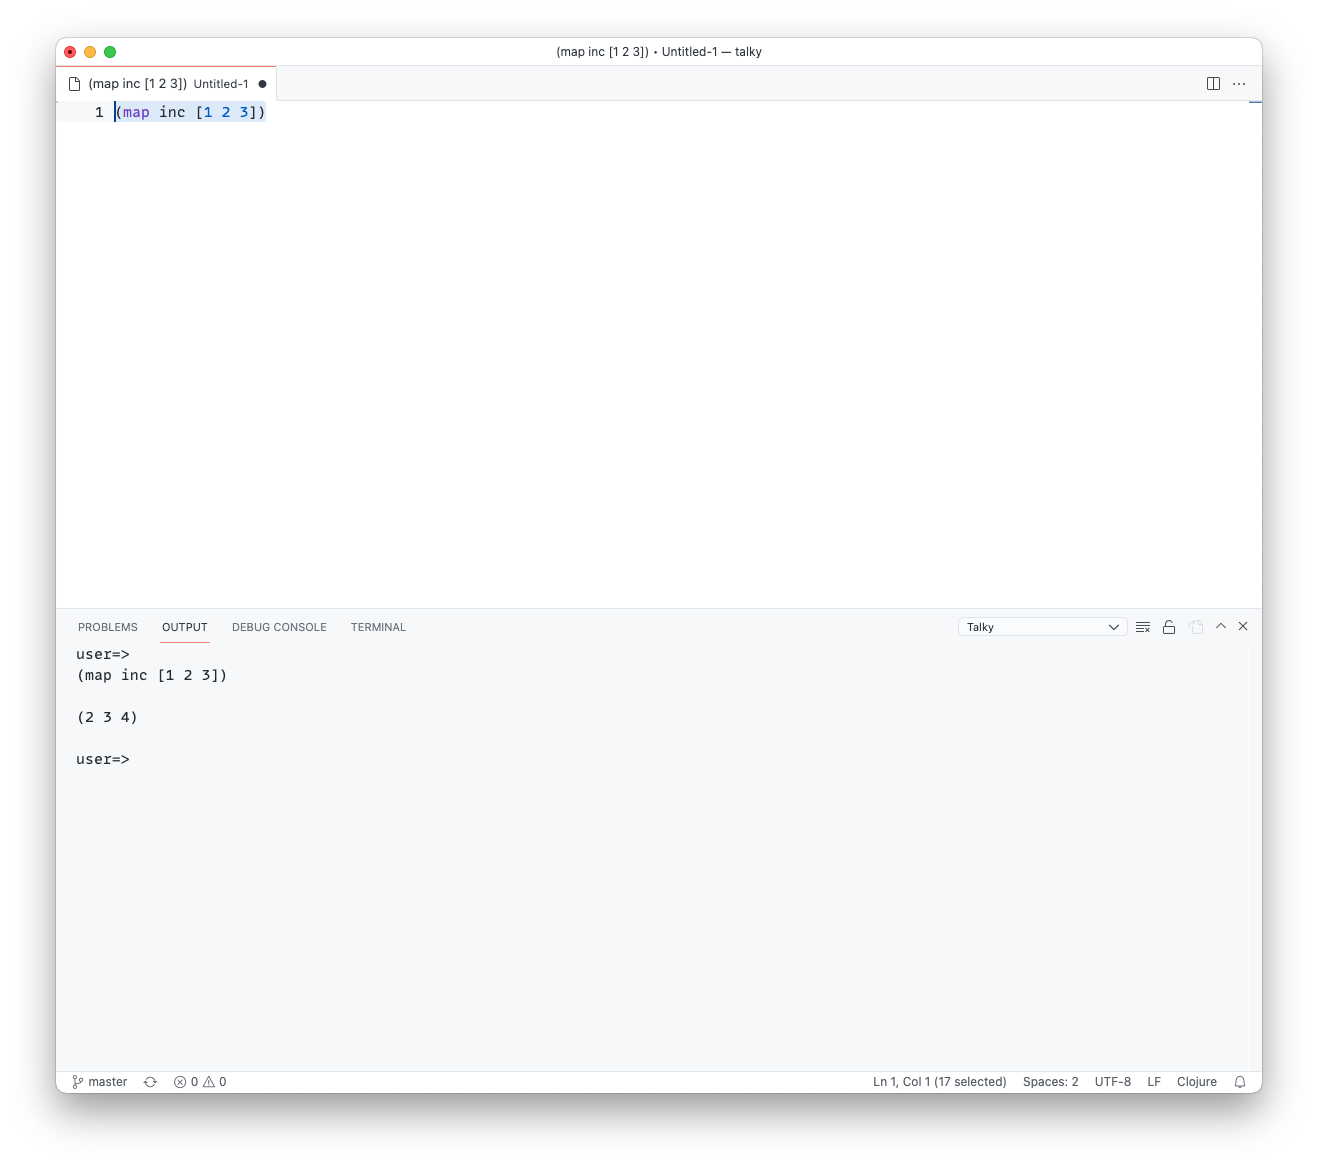 (map inc [1 2 3]) • Untitled-1 — talky
(map inc [1 2 3]) Untitled-1 ●
1 (map inc [1 2 3])
PROBLEMS OUTPUT DEBUG CONSOLE TERMINAL Talky
user=>
(map inc [1 2 3])
(2 3 4)
user=>
master 0 0 Ln 1, Col 1 (17 selected) Spaces: 2 UTF-8 LF Clojure